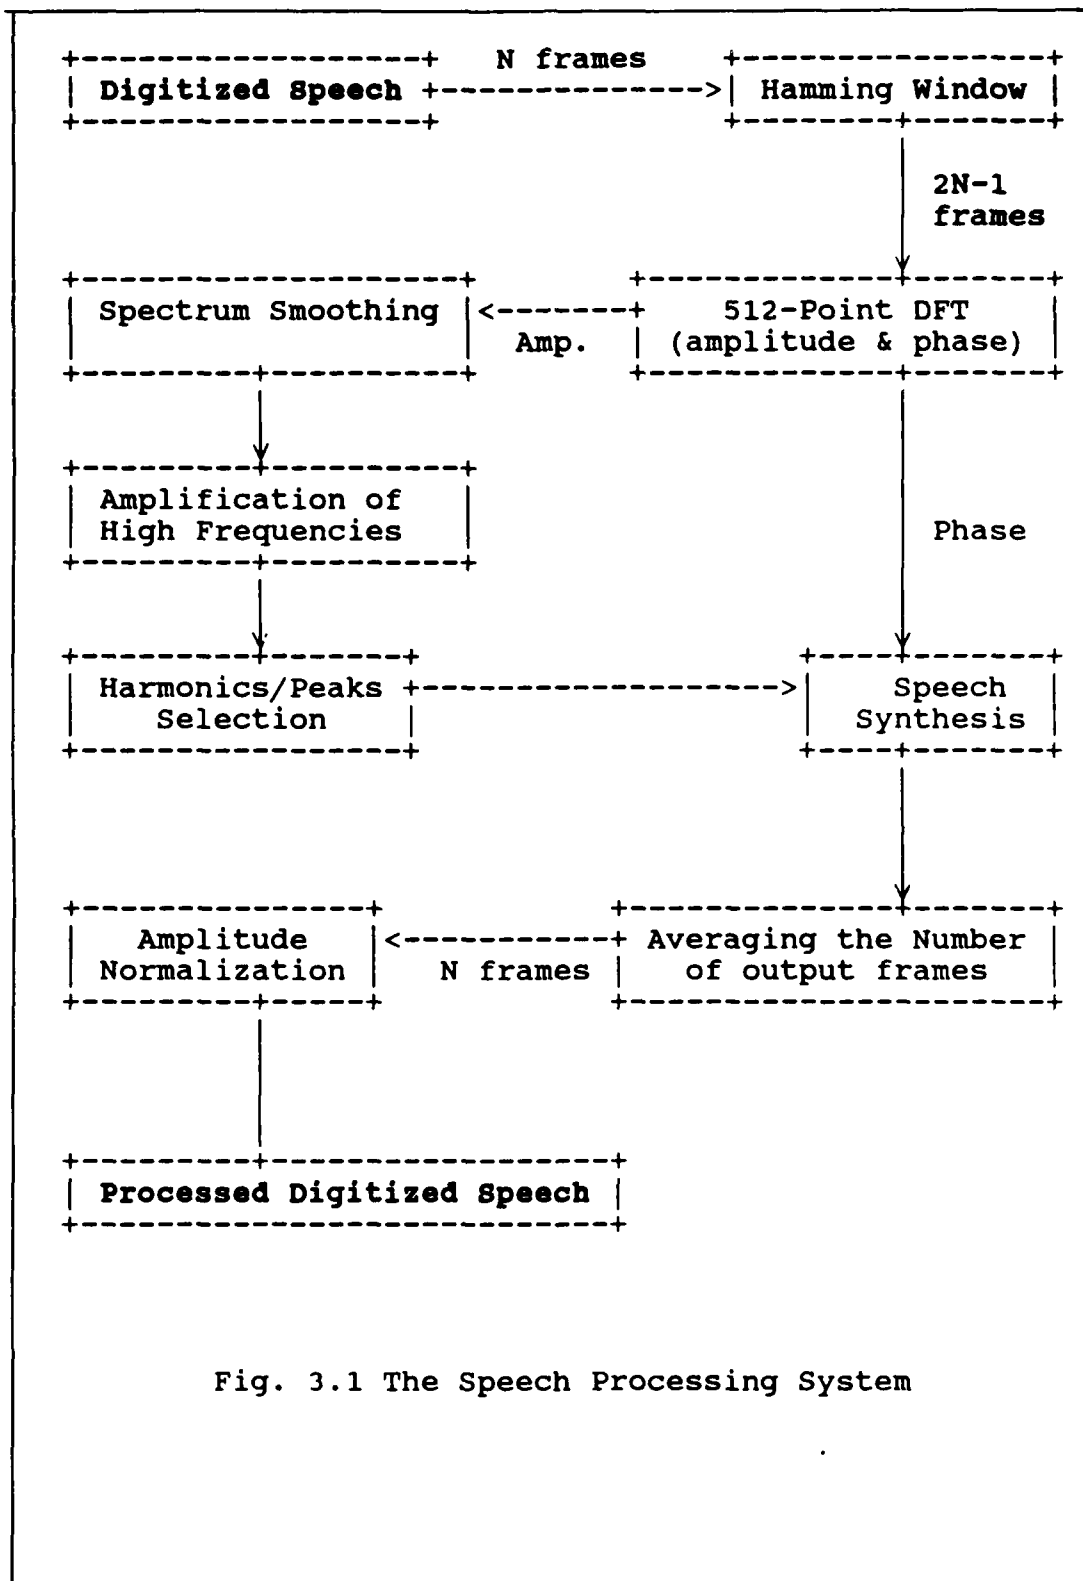 Digitized Speech
N frames
Hamming Window
2N-1
frames
Spectrum Smoothing
Amp.
512-Point DFT
(amplitude & phase)
Amplification of
High Frequencies
Phase
Harmonics/Peaks
Selection
Speech
Synthesis
Amplitude
Normalization
N frames
Averaging the Number
of output frames
Processed Digitized Speech
Fig. 3.1 The Speech Processing System